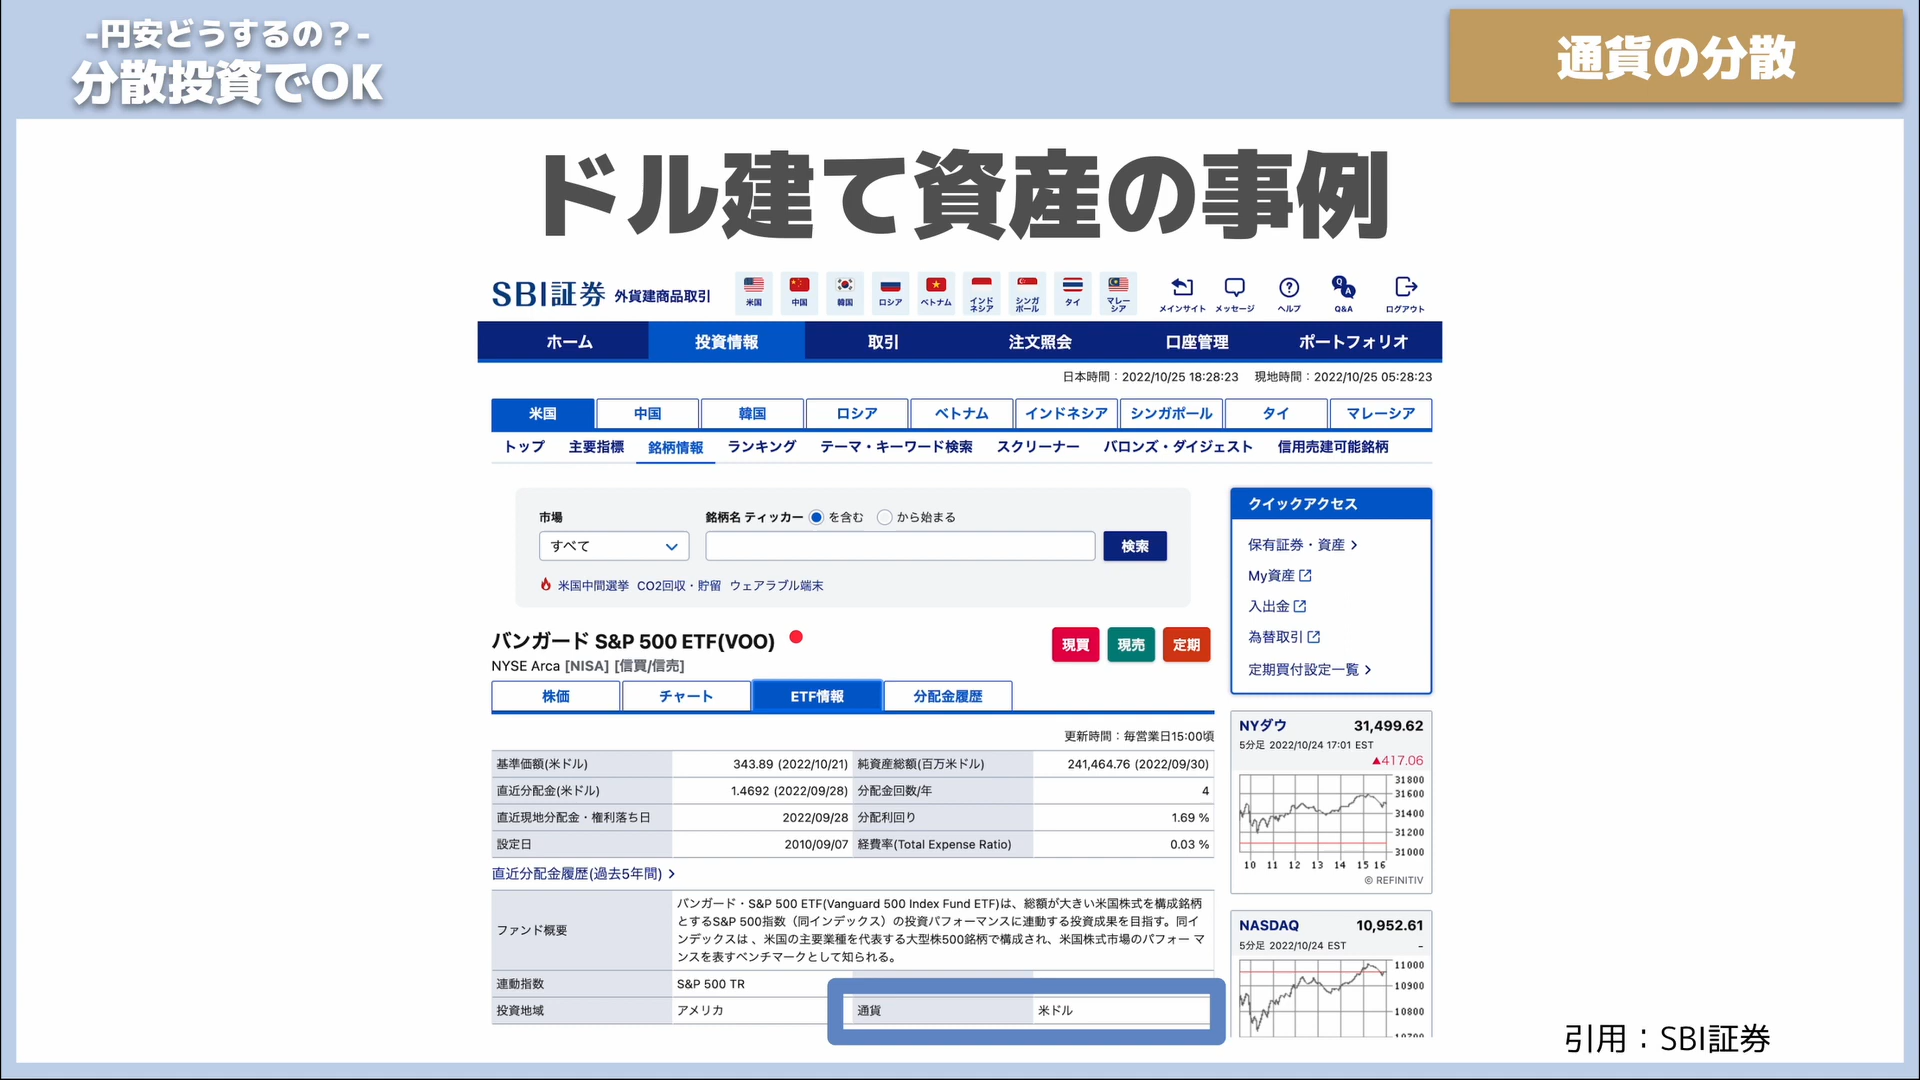 -円安どうするの？-
分散投資でOK
通貨の分散
ドル建て資産の事例
SBI証券 外貨建商品取引
米国 中国 韓国 ロシア ベトナム インドネシア シンガポール タイ マレーシア
メインサイト メッセージ ヘルプ Q&A ログアウト
ホーム 投資情報 取引 注文照会 口座管理 ポートフォリオ
日本時間：2022/10/25 18:28:23 現地時間：2022/10/25 05:28:23
米国 中国 韓国 ロシア ベトナム インドネシア シンガポール タイ マレーシア
トップ 主要指標 銘柄情報 ランキング テーマ・キーワード検索 スクリーナー バロンズ・ダイジェスト 信用売建可能銘柄
市場 銘柄名 ティッカー を含む から始まる
すべて 検索
米国中間選挙 CO2回収・貯留 ウェアラブル端末
バンガード S&P 500 ETF(VOO)
現買 現売 定期
NYSE Arca [NISA] [信買/信売]
株価 チャート ETF情報 分配金履歴
更新時間：毎営業日15:00頃
基準価額(米ドル) 343.89 (2022/10/21) 純資産総額(百万米ドル) 241,464.76 (2022/09/30)
直近分配金(米ドル) 1.4692 (2022/09/28) 分配金回数/年 4
直近現地分配金・権利落ち日 2022/09/28 分配利回り 1.69 %
設定日 2010/09/07 経費率(Total Expense Ratio) 0.03 %
直近分配金履歴(過去5年間)
ファンド概要
バンガード・S&P 500 ETF(Vanguard 500 Index Fund ETF)は、総額が大きい米国株式を構成銘柄
とするS&P 500指数（同インデックス）の投資パフォーマンスに連動する投資成果を目指す。同イ
ンデックスは 、米国の主要業種を代表する大型株500銘柄で構成され、米国株式市場のパフォー マ
ンスを表すベンチマークとして知られる。
連動指数 S&P 500 TR
投資地域 アメリカ 通貨 米ドル
クイックアクセス
保有証券・資産
My資産
入出金
為替取引
定期買付設定一覧
NYダウ 31,499.62
5分足 2022/10/24 17:01 EST
▲417.06
31800
31600
31400
31200
31000
10 11 12 13 14 15 16
© REFINITIV
NASDAQ 10,952.61
5分足 2022/10/24 EST -
11000
10900
10800
引用：SBI証券